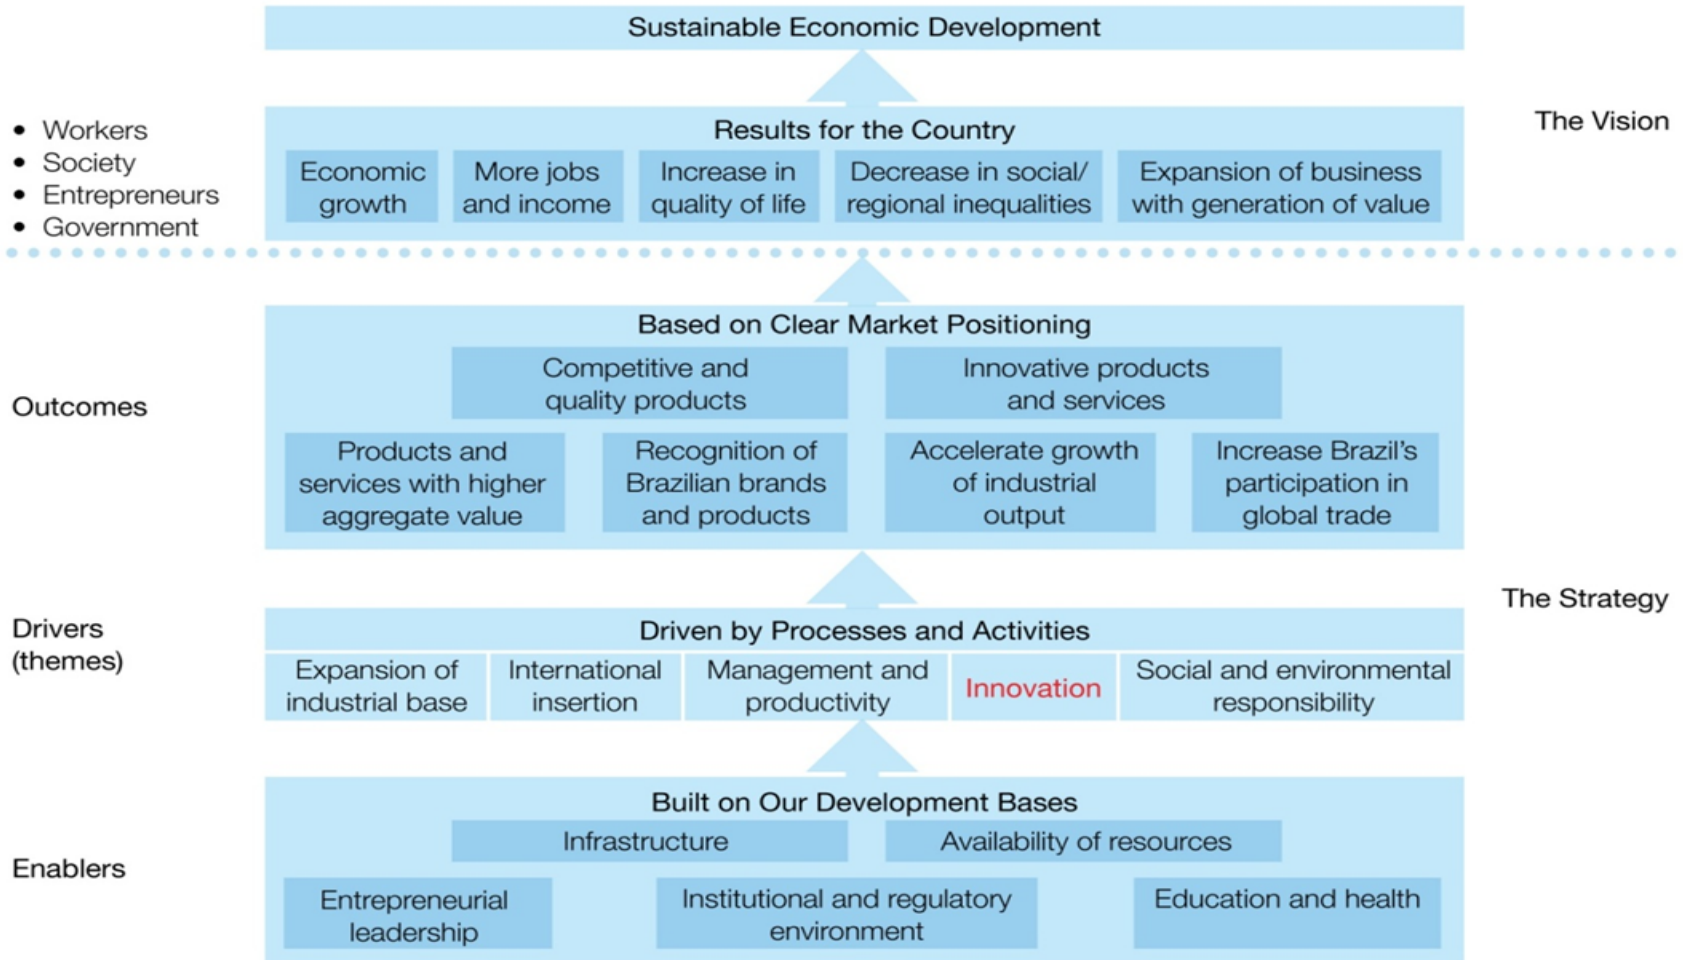 Sustainable Economic Development
The Vision
• Workers
• Society
• Entrepreneurs
• Government
Results for the Country
Economic
growth
More jobs
and income
Increase in
quality of life
Decrease in social/
regional inequalities
Expansion of business
with generation of value
Outcomes
Based on Clear Market Positioning
Competitive and
quality products
Innovative products
and services
Products and
services with higher
aggregate value
Recognition of
Brazilian brands
and products
Accelerate growth
of industrial
output
Increase Brazil's
participation in
global trade
The Strategy
Drivers
(themes)
Driven by Processes and Activities
Expansion of
industrial base
International
insertion
Management and
productivity
Innovation
Social and environmental
responsibility
Enablers
Built on Our Development Bases
Infrastructure
Availability of resources
Entrepreneurial
leadership
Institutional and regulatory
environment
Education and health